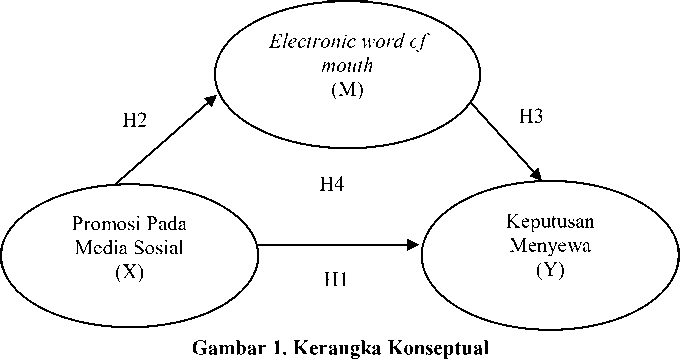 Electronic word of
mouth
(M)
H2
H3
H4
Promosi Pada
Media Sosial
(X)
Keputusan
Menyewa
(Y)
H1
Gambar 1. Kerangka Konseptual